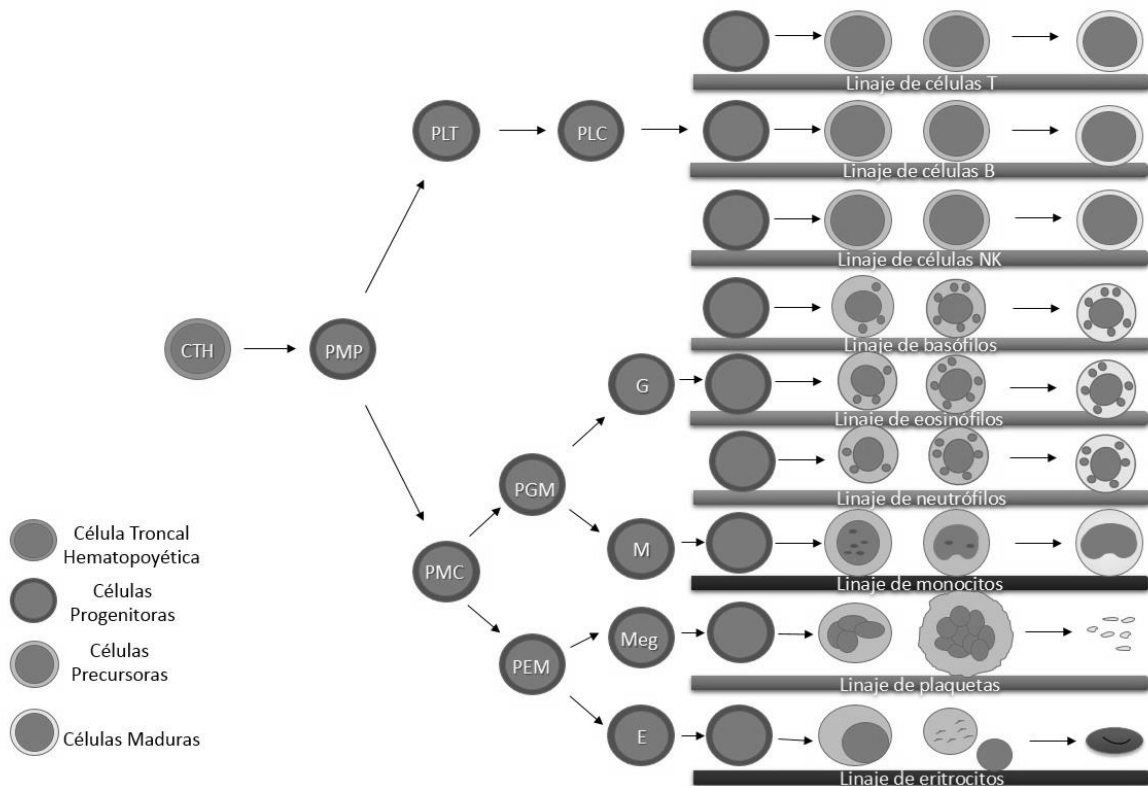 Linaje de células T
PLT
PLC
Linaje de células B
Linaje de células NK
CTH
PMP
Linaje de basófilos
G
Linaje de eosinófilos
PGM
Linaje de neutrófilos
M
PMC
Linaje de monocitos
PEM
Meg
Linaje de plaquetas
E
Linaje de eritrocitos
Célula Troncal
Hematopoyética
Células
Progenitoras
Células
Precursoras
Células Maduras